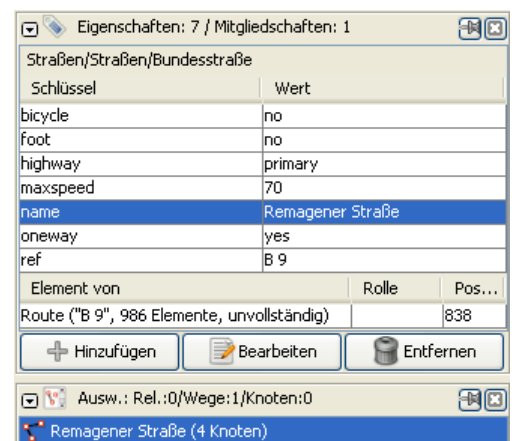 Eigenschaften: 7 / Mitgliedschaften: 1
Straßen/Straßen/Bundesstraße
Schlüssel Wert
bicycle no
foot no
highway primary
maxspeed 70
name Remagener Straße
oneway yes
ref B 9
Element von Rolle Pos...
Route ("B 9", 986 Elemente, unvollständig) 838
Hinzufügen Bearbeiten Entfernen
Ausw.: Rel.:0/Wege:1/Knoten:0
Remagener Straße (4 Knoten)